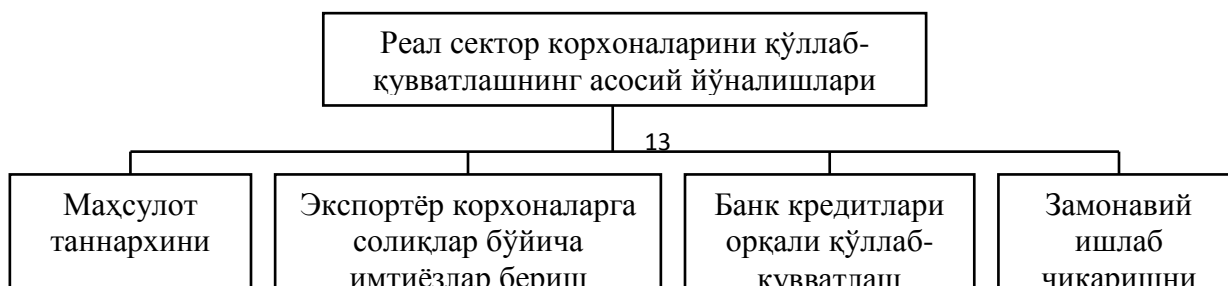 Реал сектор корхоналарини қўллаб-
қувватлашнинг асосий йўналишлари
13
Маҳсулот
таннархини
Экспортёр корхоналарга
солиқлар бўйича
имтиёзлар бериш
Банк кредитлари
орқали қўллаб-
қувватлаш
Замонавий
ишлаб
чиқаришни